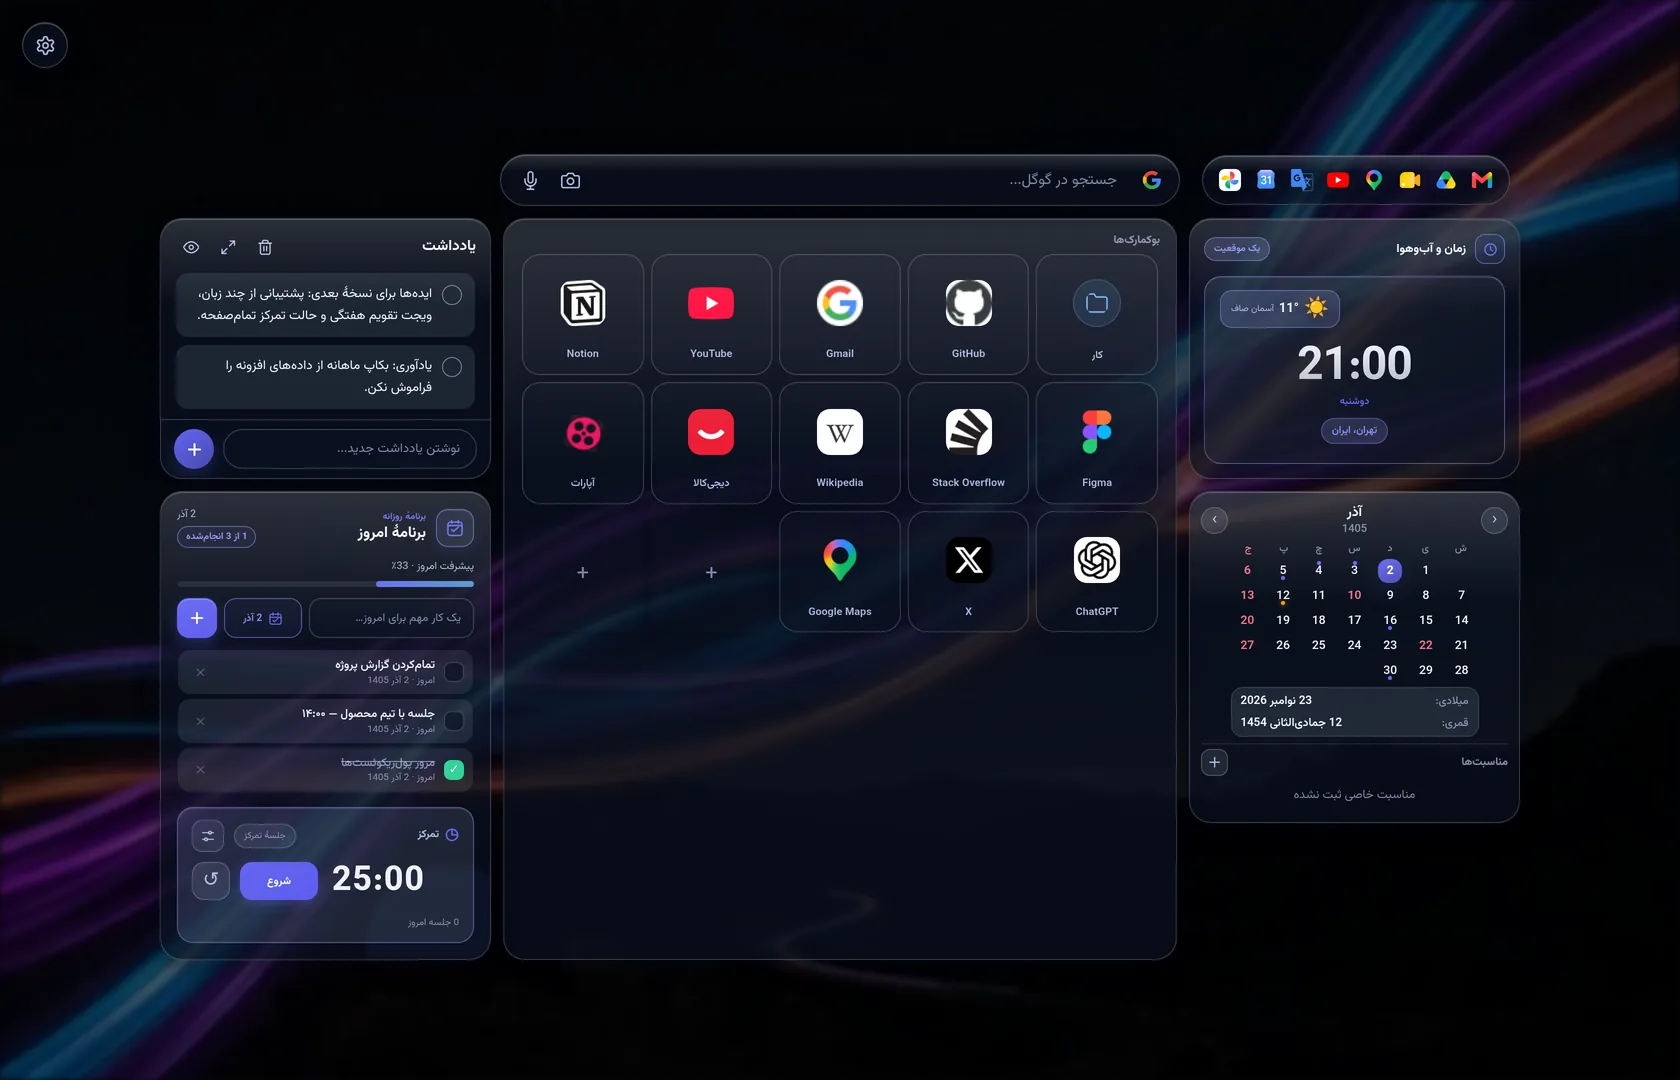 جستجو در گوگل...
31
زمان و آب‌وهوا
یک موقعیت
11° آسمان صاف
21:00
دوشنبه
تهران، ایران
آذر
1405
ش ی د س چ پ ج
1 2 3 4 5 6
7 8 9 10 11 12 13
14 15 16 17 18 19 20
21 22 23 24 25 26 27
28 29 30
میلادی: 23 نوامبر 2026
قمری: 12 جمادی‌الثانی 1454
مناسبت‌ها
مناسبت خاصی ثبت نشده
بوکمارک‌ها
کار
GitHub
Gmail
YouTube
Notion
Figma
Stack Overflow
W
Wikipedia
دیجی‌کالا
آپارات
ChatGPT
X
Google Maps
یادداشت
ایده‌ها برای نسخهٔ بعدی: پشتیبانی از چند زبان،
ویجت تقویم هفتگی و حالت تمرکز تمام‌صفحه.
یادآوری: بکاپ ماهانه از داده‌های افزونه را
فراموش نکن.
نوشتن یادداشت جدید...
برنامهٔ روزانه
برنامهٔ امروز
2 آذر
1 از 3 انجام‌شده
پیشرفت امروز · 33٪
یک کار مهم برای امروز...
2 آذر
تمام‌کردن گزارش پروژه
امروز · 2 آذر 1405
جلسه با تیم محصول — ۱۴:۰۰
امروز · 2 آذر 1405
مرور پول‌ریکوئست‌ها
امروز · 2 آذر 1405
تمرکز
جلسهٔ تمرکز
25:00
شروع
0 جلسه امروز